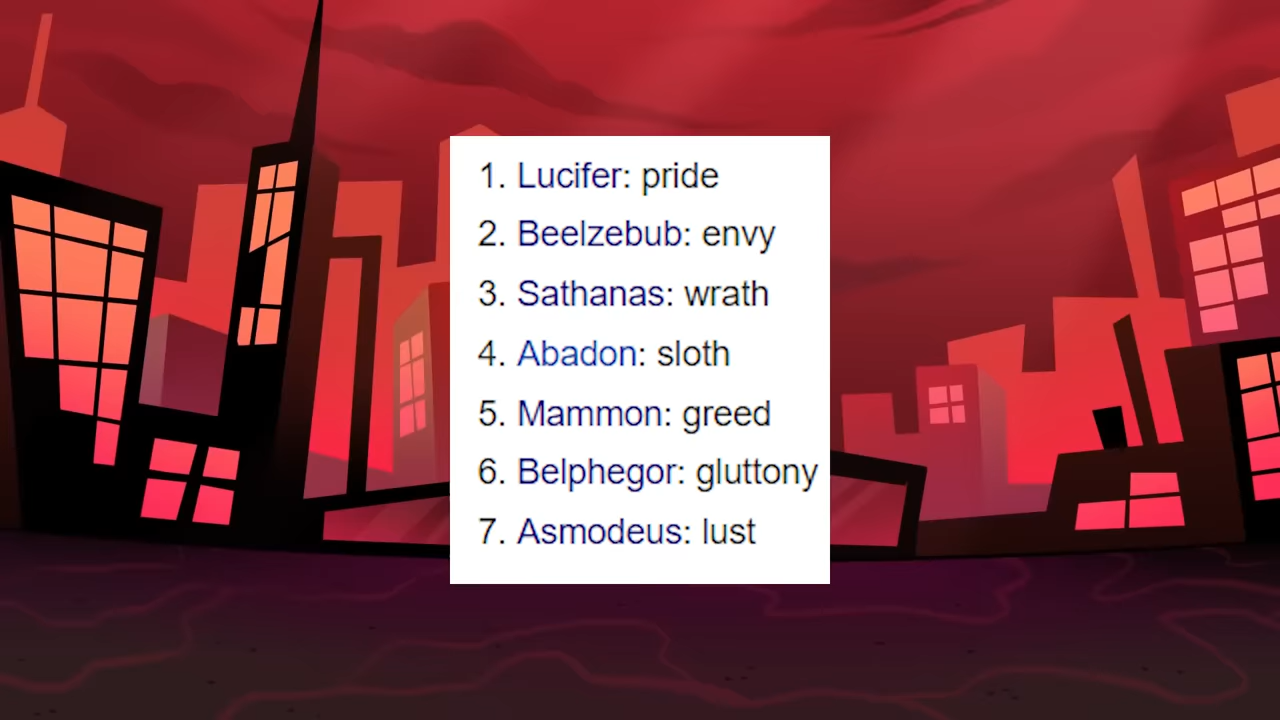 1. Lucifer: pride
2. Beelzebub: envy
3. Sathanas: wrath
4. Abadon: sloth
5. Mammon: greed
6. Belphegor: gluttony
7. Asmodeus: lust